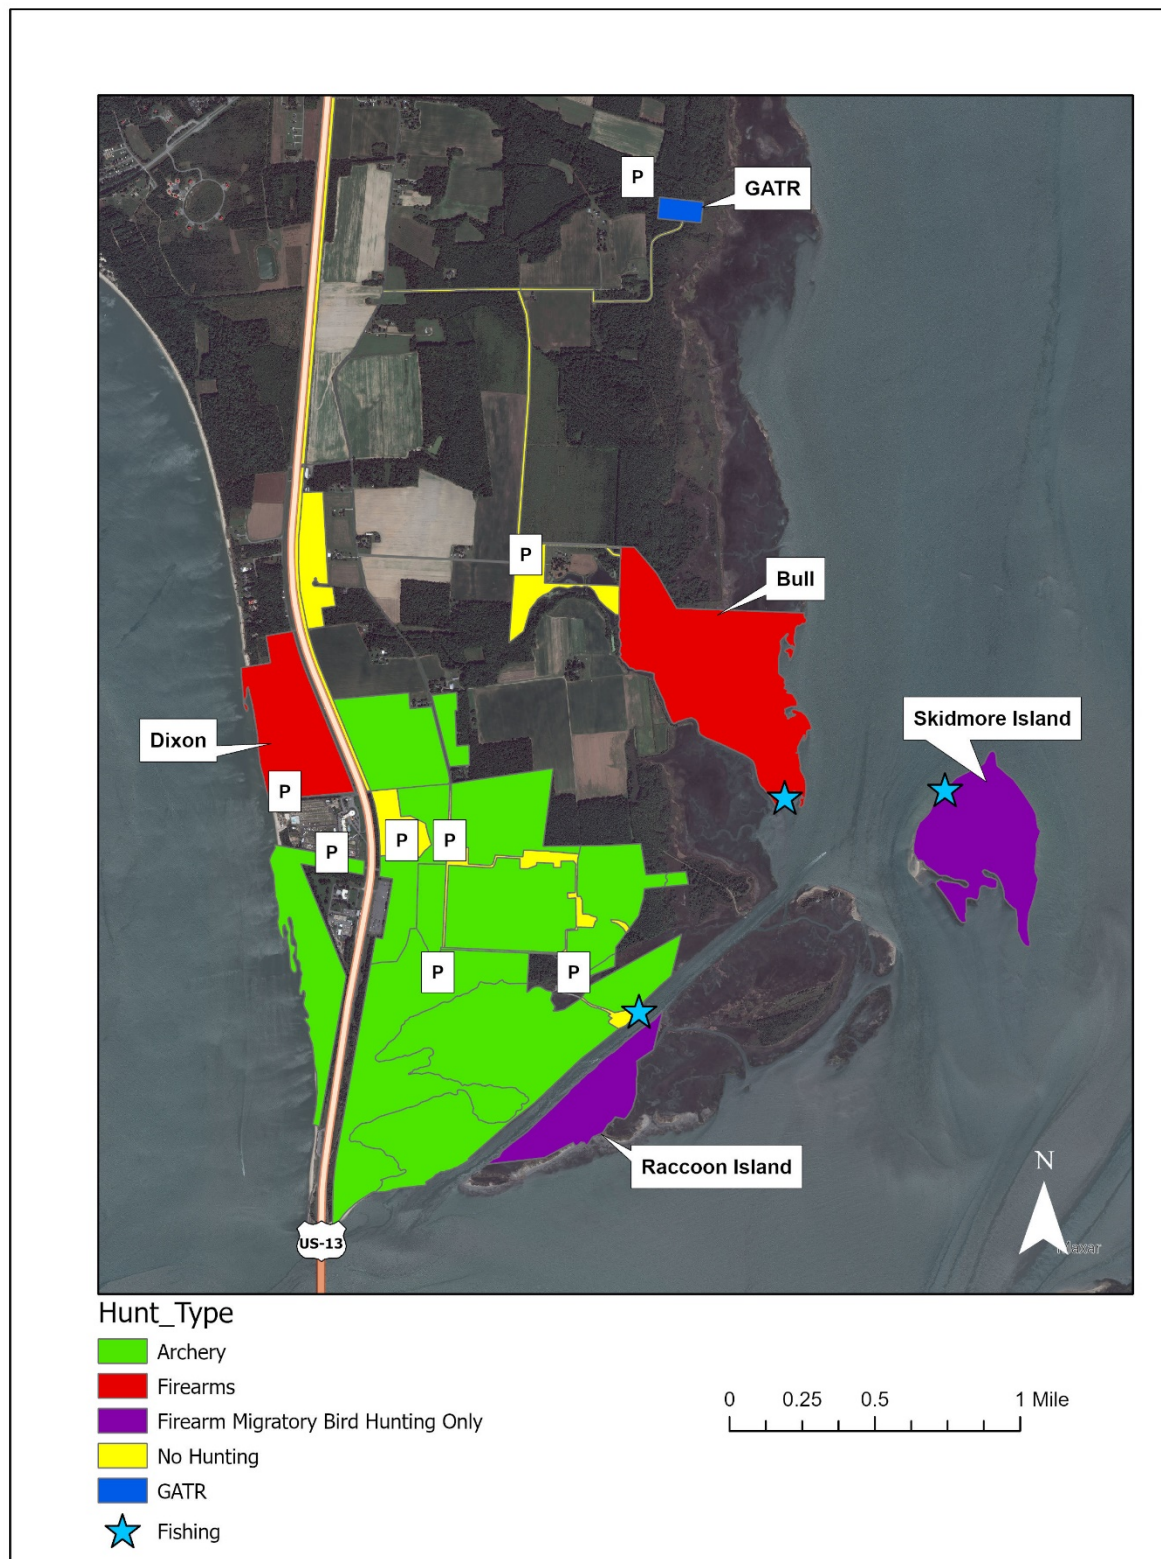 P
GATR
P
Bull
Skidmore Island
Dixon
P
P
P
P
P
P
Raccoon Island
N
Maxar
US-13
Hunt_Type
Archery
Firearms
Firearm Migratory Bird Hunting Only
No Hunting
GATR
Fishing
0 0.25 0.5 1 Mile